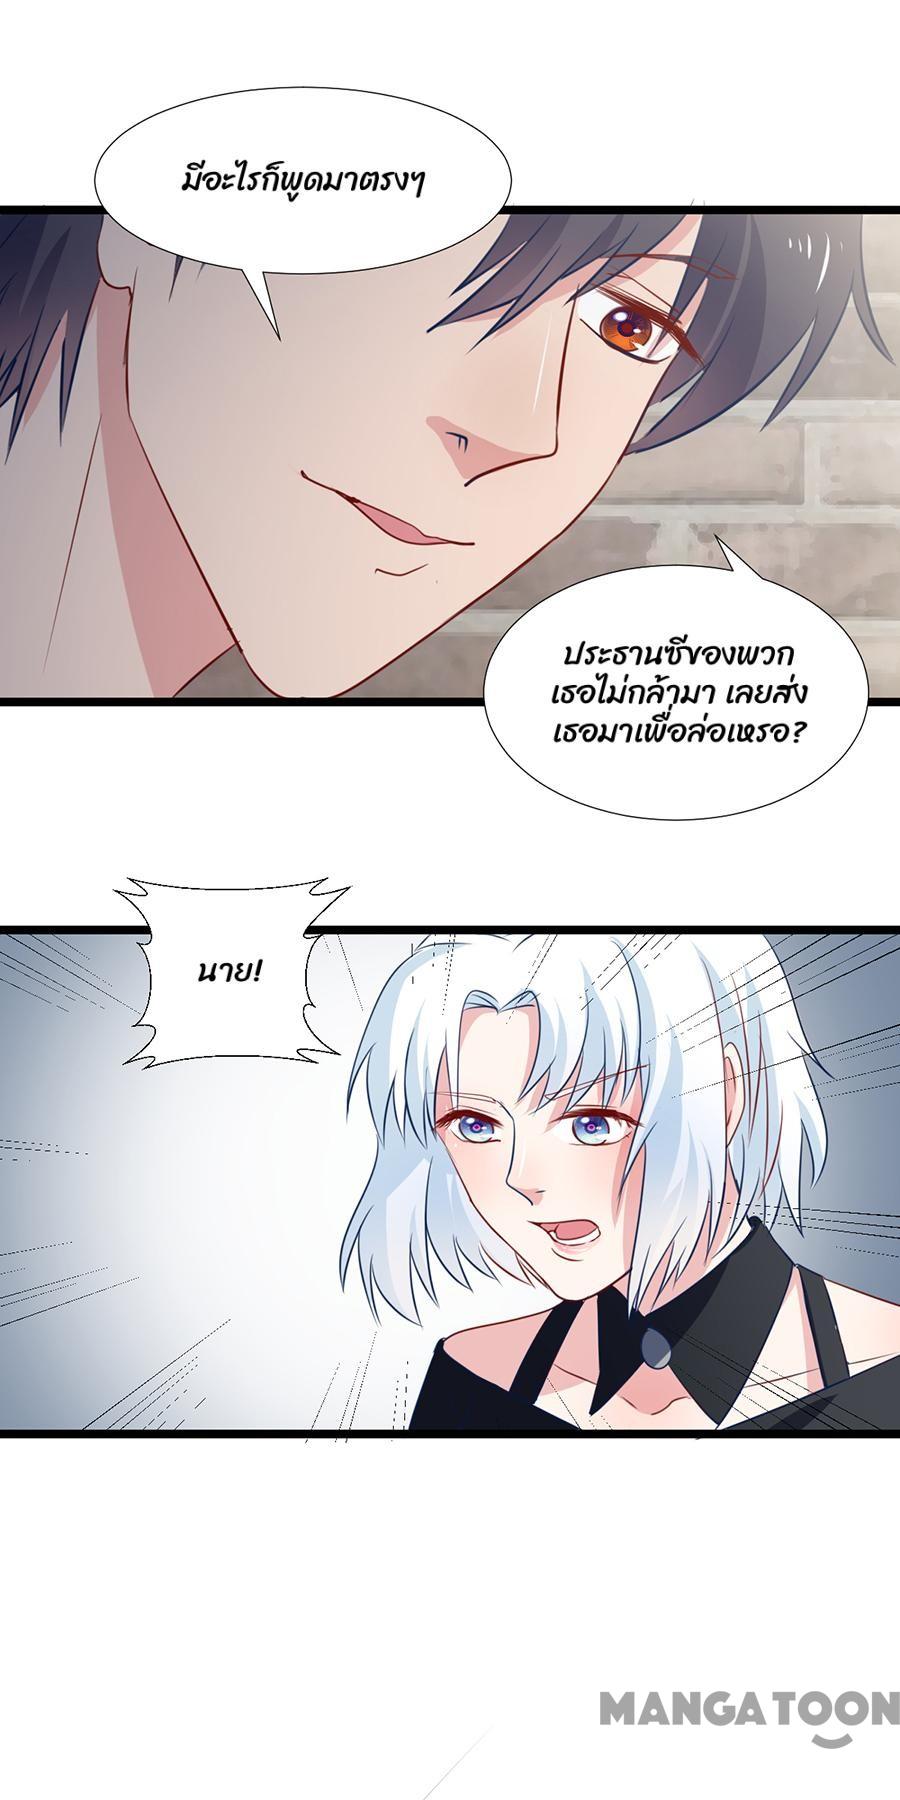 มีอะไรก็พูดมาตรงๆ
ประธานซีของพวก
เธอไม่กล้ามา เลยส่ง
เธอมาเพื่อล่อเหรอ?
นาย!
MANGATOON